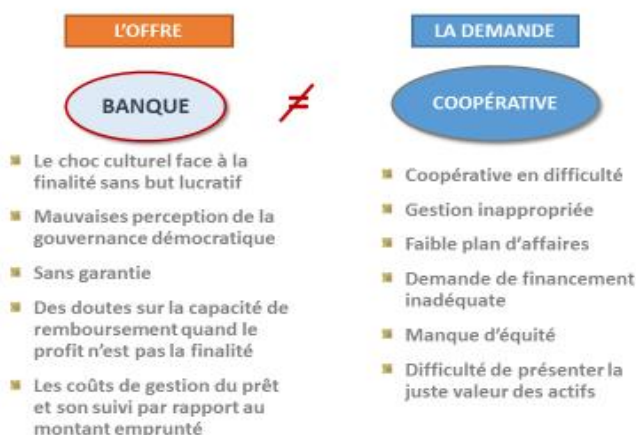 L'OFFRE
BANQUE
≠
Le choc culturel face à la
finalité sans but lucratif
Mauvaises perception de la
gouvernance démocratique
Sans garantie
Des doutes sur la capacité de
remboursement quand le
profit n'est pas la finalité
Les coûts de gestion du prêt
et son suivi par rapport au
montant emprunté
LA DEMANDE
COOPÉRATIVE
Coopérative en difficulté
Gestion inappropriée
Faible plan d'affaires
Demande de financement
inadéquate
Manque d'équité
Difficulté de présenter la
juste valeur des actifs